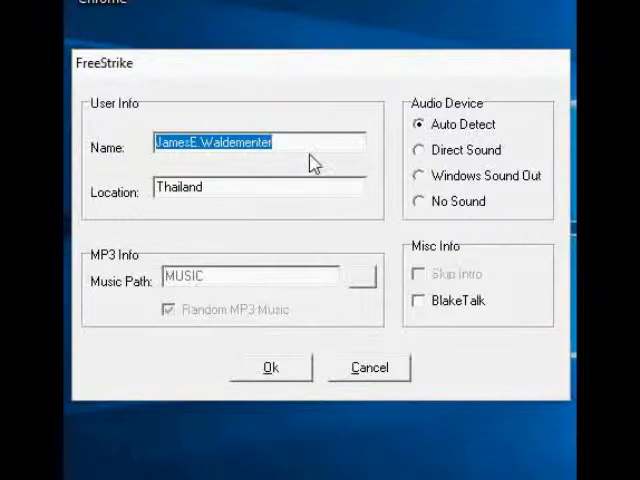 Chrome
FreeStrike
User Info
Name: JamesE.Waldementer
Location: Thailand
Audio Device
Auto Detect
Direct Sound
Windows Sound Out
No Sound
MP3 Info
Music Path: MUSIC
Random MP3 Music
Misc Info
Skip Intro
BlakeTalk
Ok
Cancel